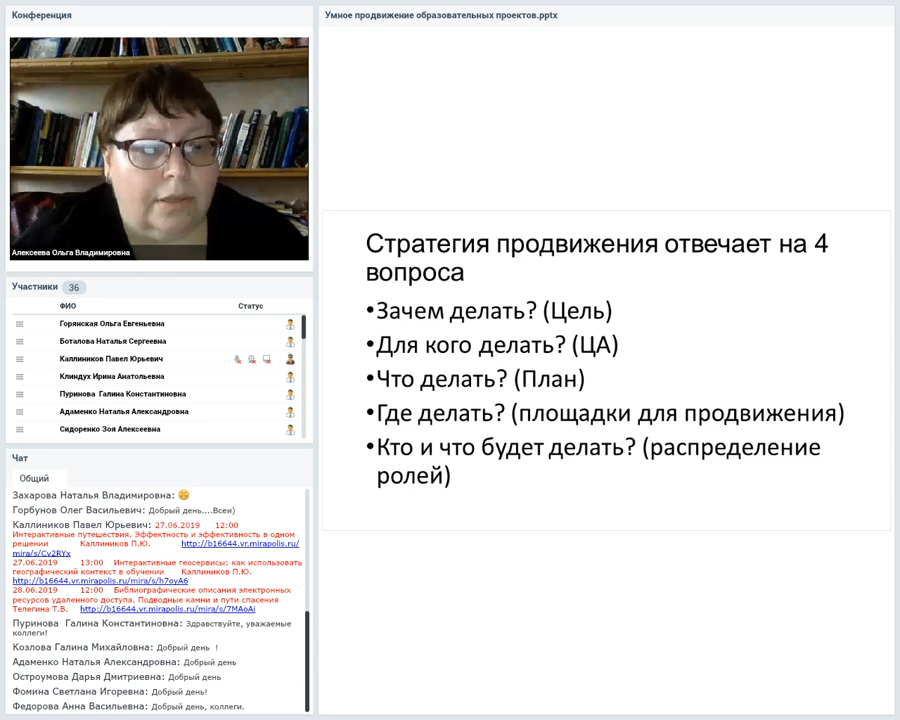 Конференция
Алексеева Ольга Владимировна
Участники 36
ФИО Статус
Горянская Ольга Евгеньевна
Боталова Наталья Сергеевна
Каллиников Павел Юрьевич
Клиндух Ирина Анатольевна
Пуринова Галина Константиновна
Адаменко Наталья Александровна
Сидоренко Зоя Алексеевна
Чат
Общий
Захарова Наталья Владимировна:
Горбунов Олег Васильевич: Добрый день....Всеи)
Каллиников Павел Юрьевич: 27.06.2019 12:00
Интерактивные путешествия. Эффектность и эффективность в одном
решении Каллиников П.Ю. http://b16644.vr.mirapolis.ru/
mira/s/Cv2RYx
27.06.2019 13:00 Интерактивные геосервисы: как использовать
географический контекст в обучении Каллиников П.Ю.
http://b16644.vr.mirapolis.ru/mira/s/h7oyA6
28.06.2019 12:00 Библиографические описания электронных
ресурсов удаленного доступа. Подводные камни и пути спасения
Телегина Т.В. http://b16644.vr.mirapolis.ru/mira/s/7MAoAi
Пуринова Галина Константиновна: Здравствуйте, уважаемые
коллеги!
Козлова Галина Михайловна: Добрый день !
Адаменко Наталья Александровна: Добрый день
Остроумова Дарья Дмитриевна: Добрый день
Фомина Светлана Игоревна: Добрый день!
Федорова Анна Васильевна: Добрый день, коллеги.
Умное продвижение образовательных проектов.pptx
Стратегия продвижения отвечает на 4
вопроса
•Зачем делать? (Цель)
•Для кого делать? (ЦА)
•Что делать? (План)
•Где делать? (площадки для продвижения)
•Кто и что будет делать? (распределение
ролей)